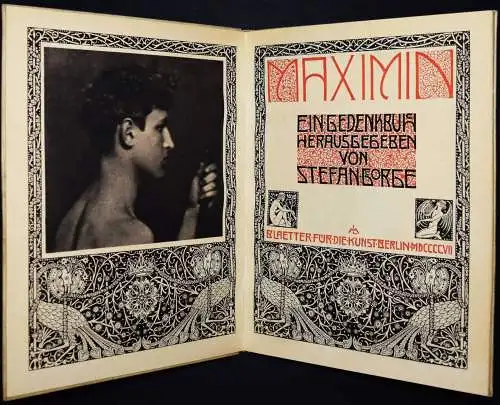 MAXIMIN
EIN GEDENKBUCH
HERAUSGEGEBEN
VON
STEFAN GEORGE
BLAETTER·FÜR·DIE·KUNST·BERLIN·MDCCCCVII